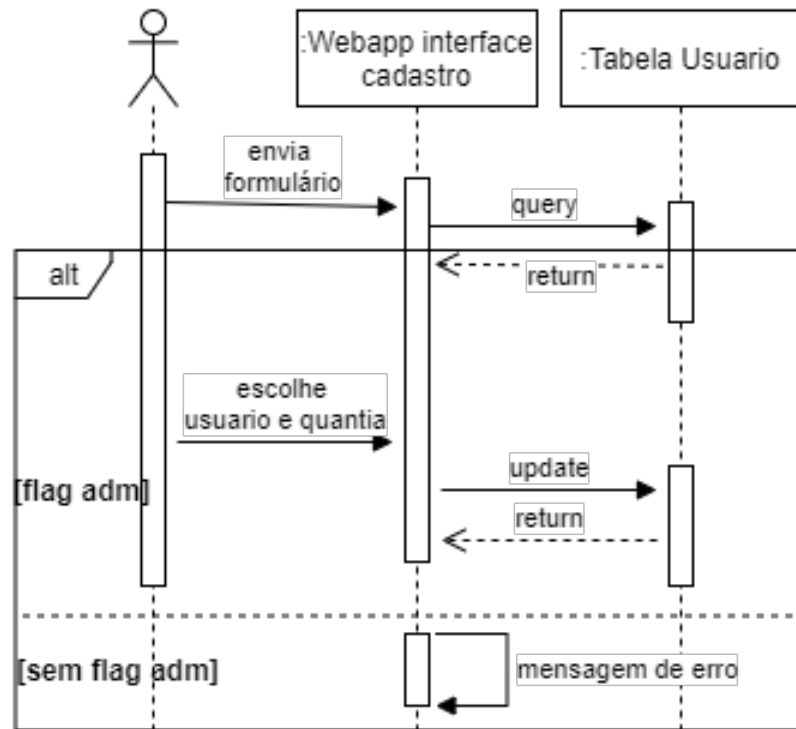 :Webapp interface
cadastro
:Tabela Usuario
envia
formulário
query
return
alt
escolhe
usuario e quantia
update
[flag adm]
return
[sem flag adm]
mensagem de erro